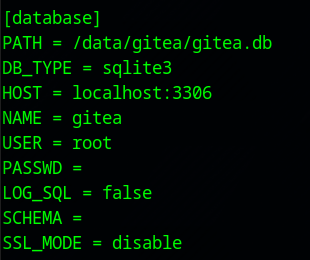 [database]
PATH = /data/gitea/gitea.db
DB_TYPE = sqlite3
HOST = localhost:3306
NAME = gitea
USER = root
PASSWD =
LOG_SQL = false
SCHEMA =
SSL_MODE = disable